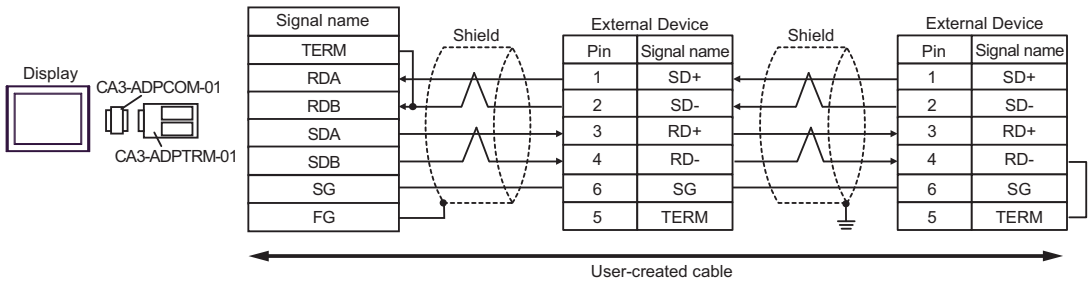 Display
CA3-ADPCOM-01
CA3-ADPTRM-01
Signal name
TERM
RDA
RDB
SDA
SDB
SG
FG
Shield
External Device
Pin Signal name
1 SD+
2 SD-
3 RD+
4 RD-
6 SG
5 TERM
Shield
External Device
Pin Signal name
1 SD+
2 SD-
3 RD+
4 RD-
6 SG
5 TERM
User-created cable